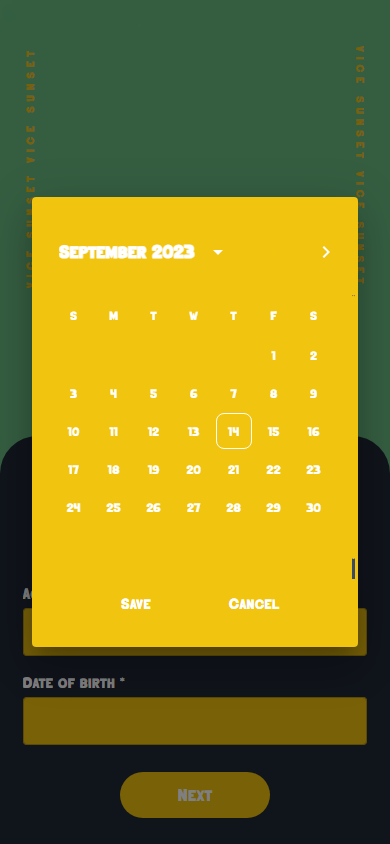 VICE SUNSET VICE SUNSET
VICE SUNSET VICE SUNSET
September 2023
S M T W T F S
1 2
3 4 5 6 7 8 9
10 11 12 13 14 15 16
17 18 19 20 21 22 23
24 25 26 27 28 29 30
Save Cancel
Date of birth *
Next